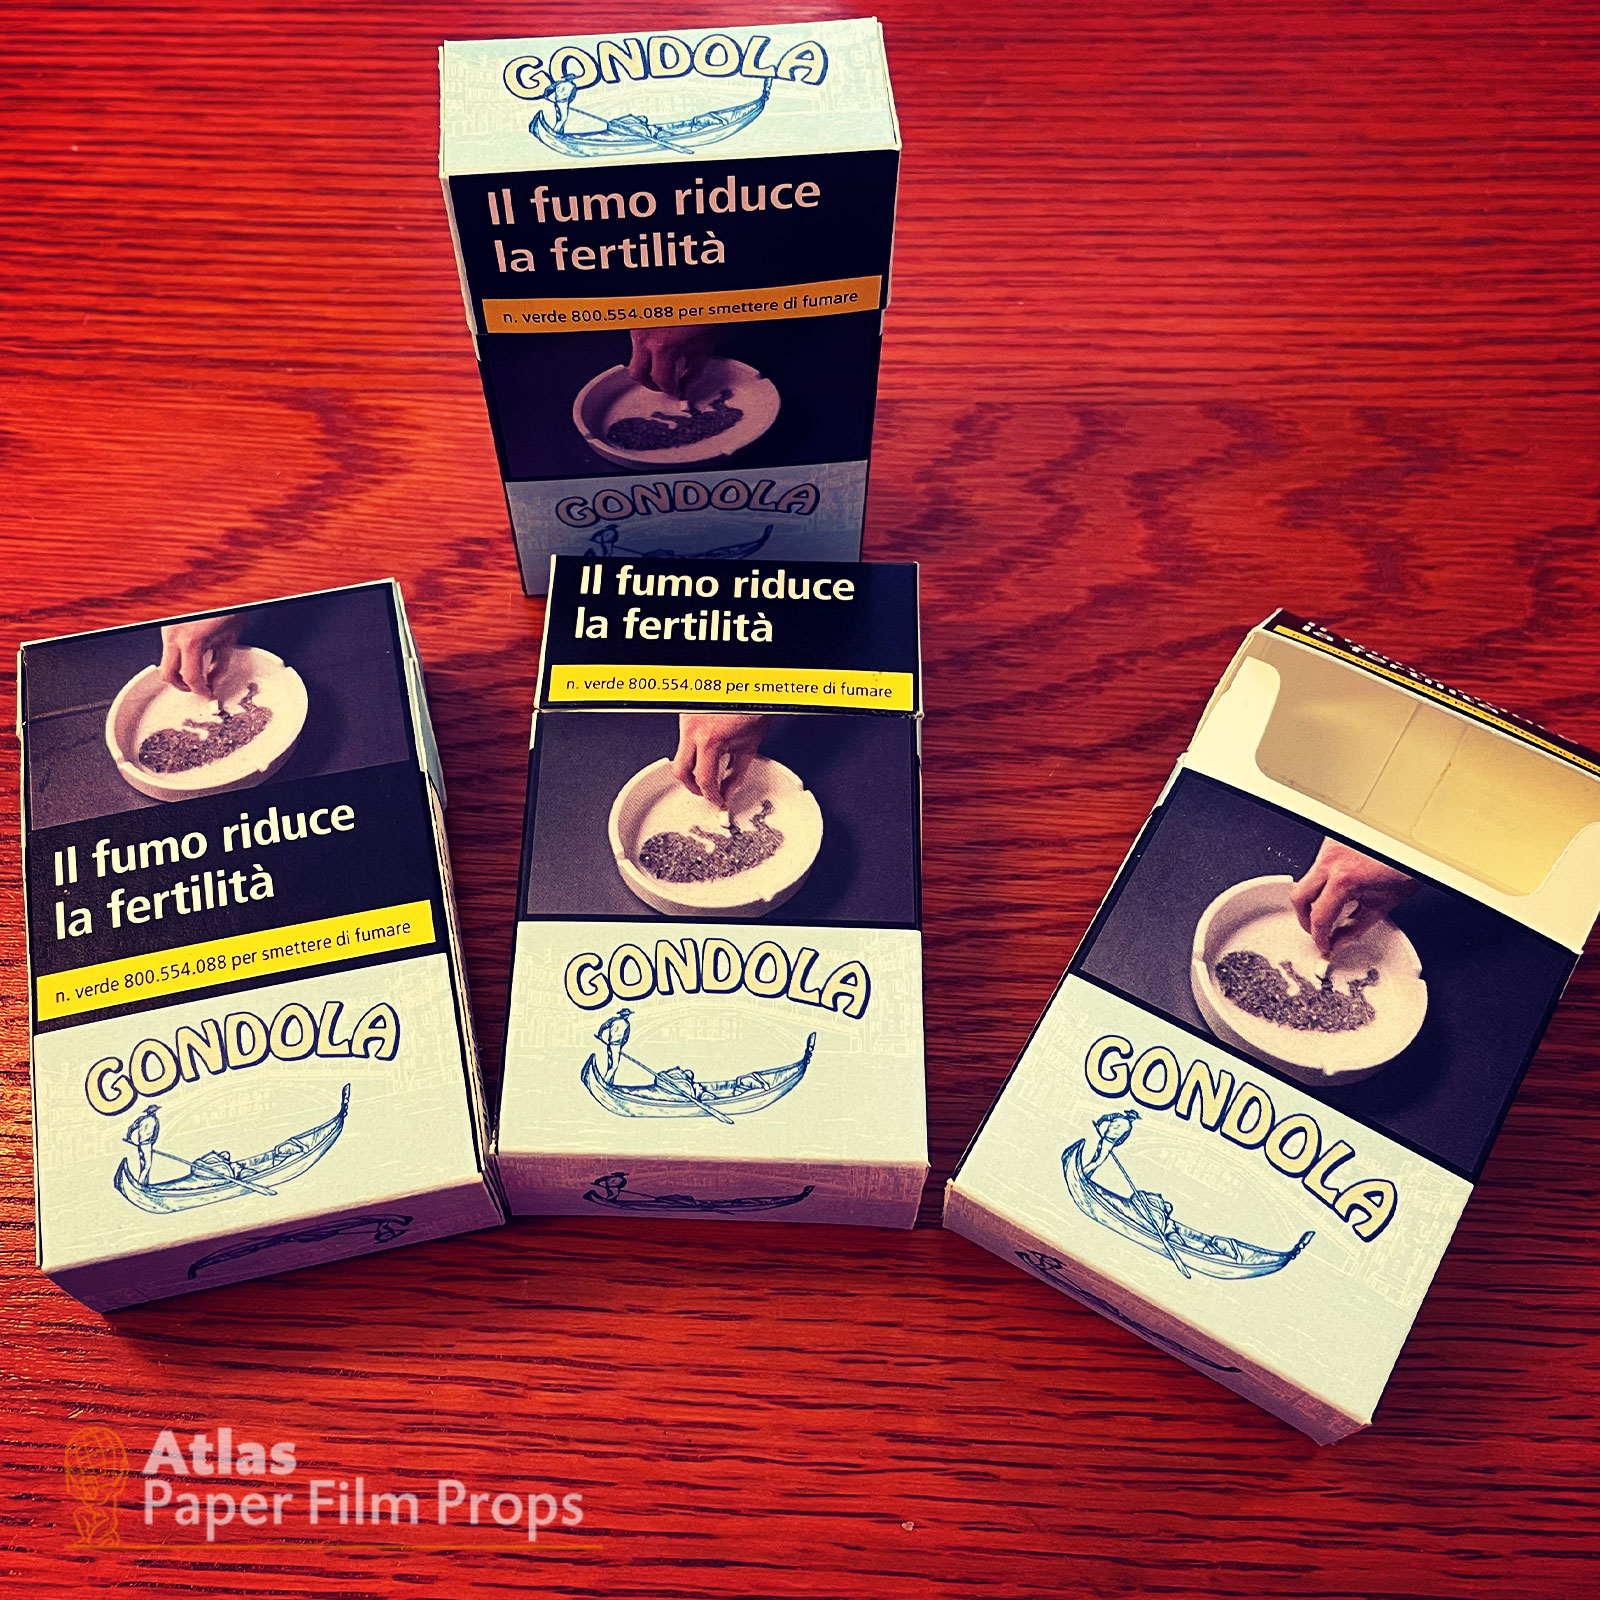 GONDOLA
Il fumo riduce
la fertilità
n. verde 800.554.088 per smettere di fumare
GONDOLA
Il fumo riduce
la fertilità
n. verde 800.554.088 per smettere di fumare
GONDOLA
Il fumo riduce
la fertilità
n. verde 800.554.088 per smettere di fumare
GONDOLA
GONDOLA
Atlas
Paper Film Props